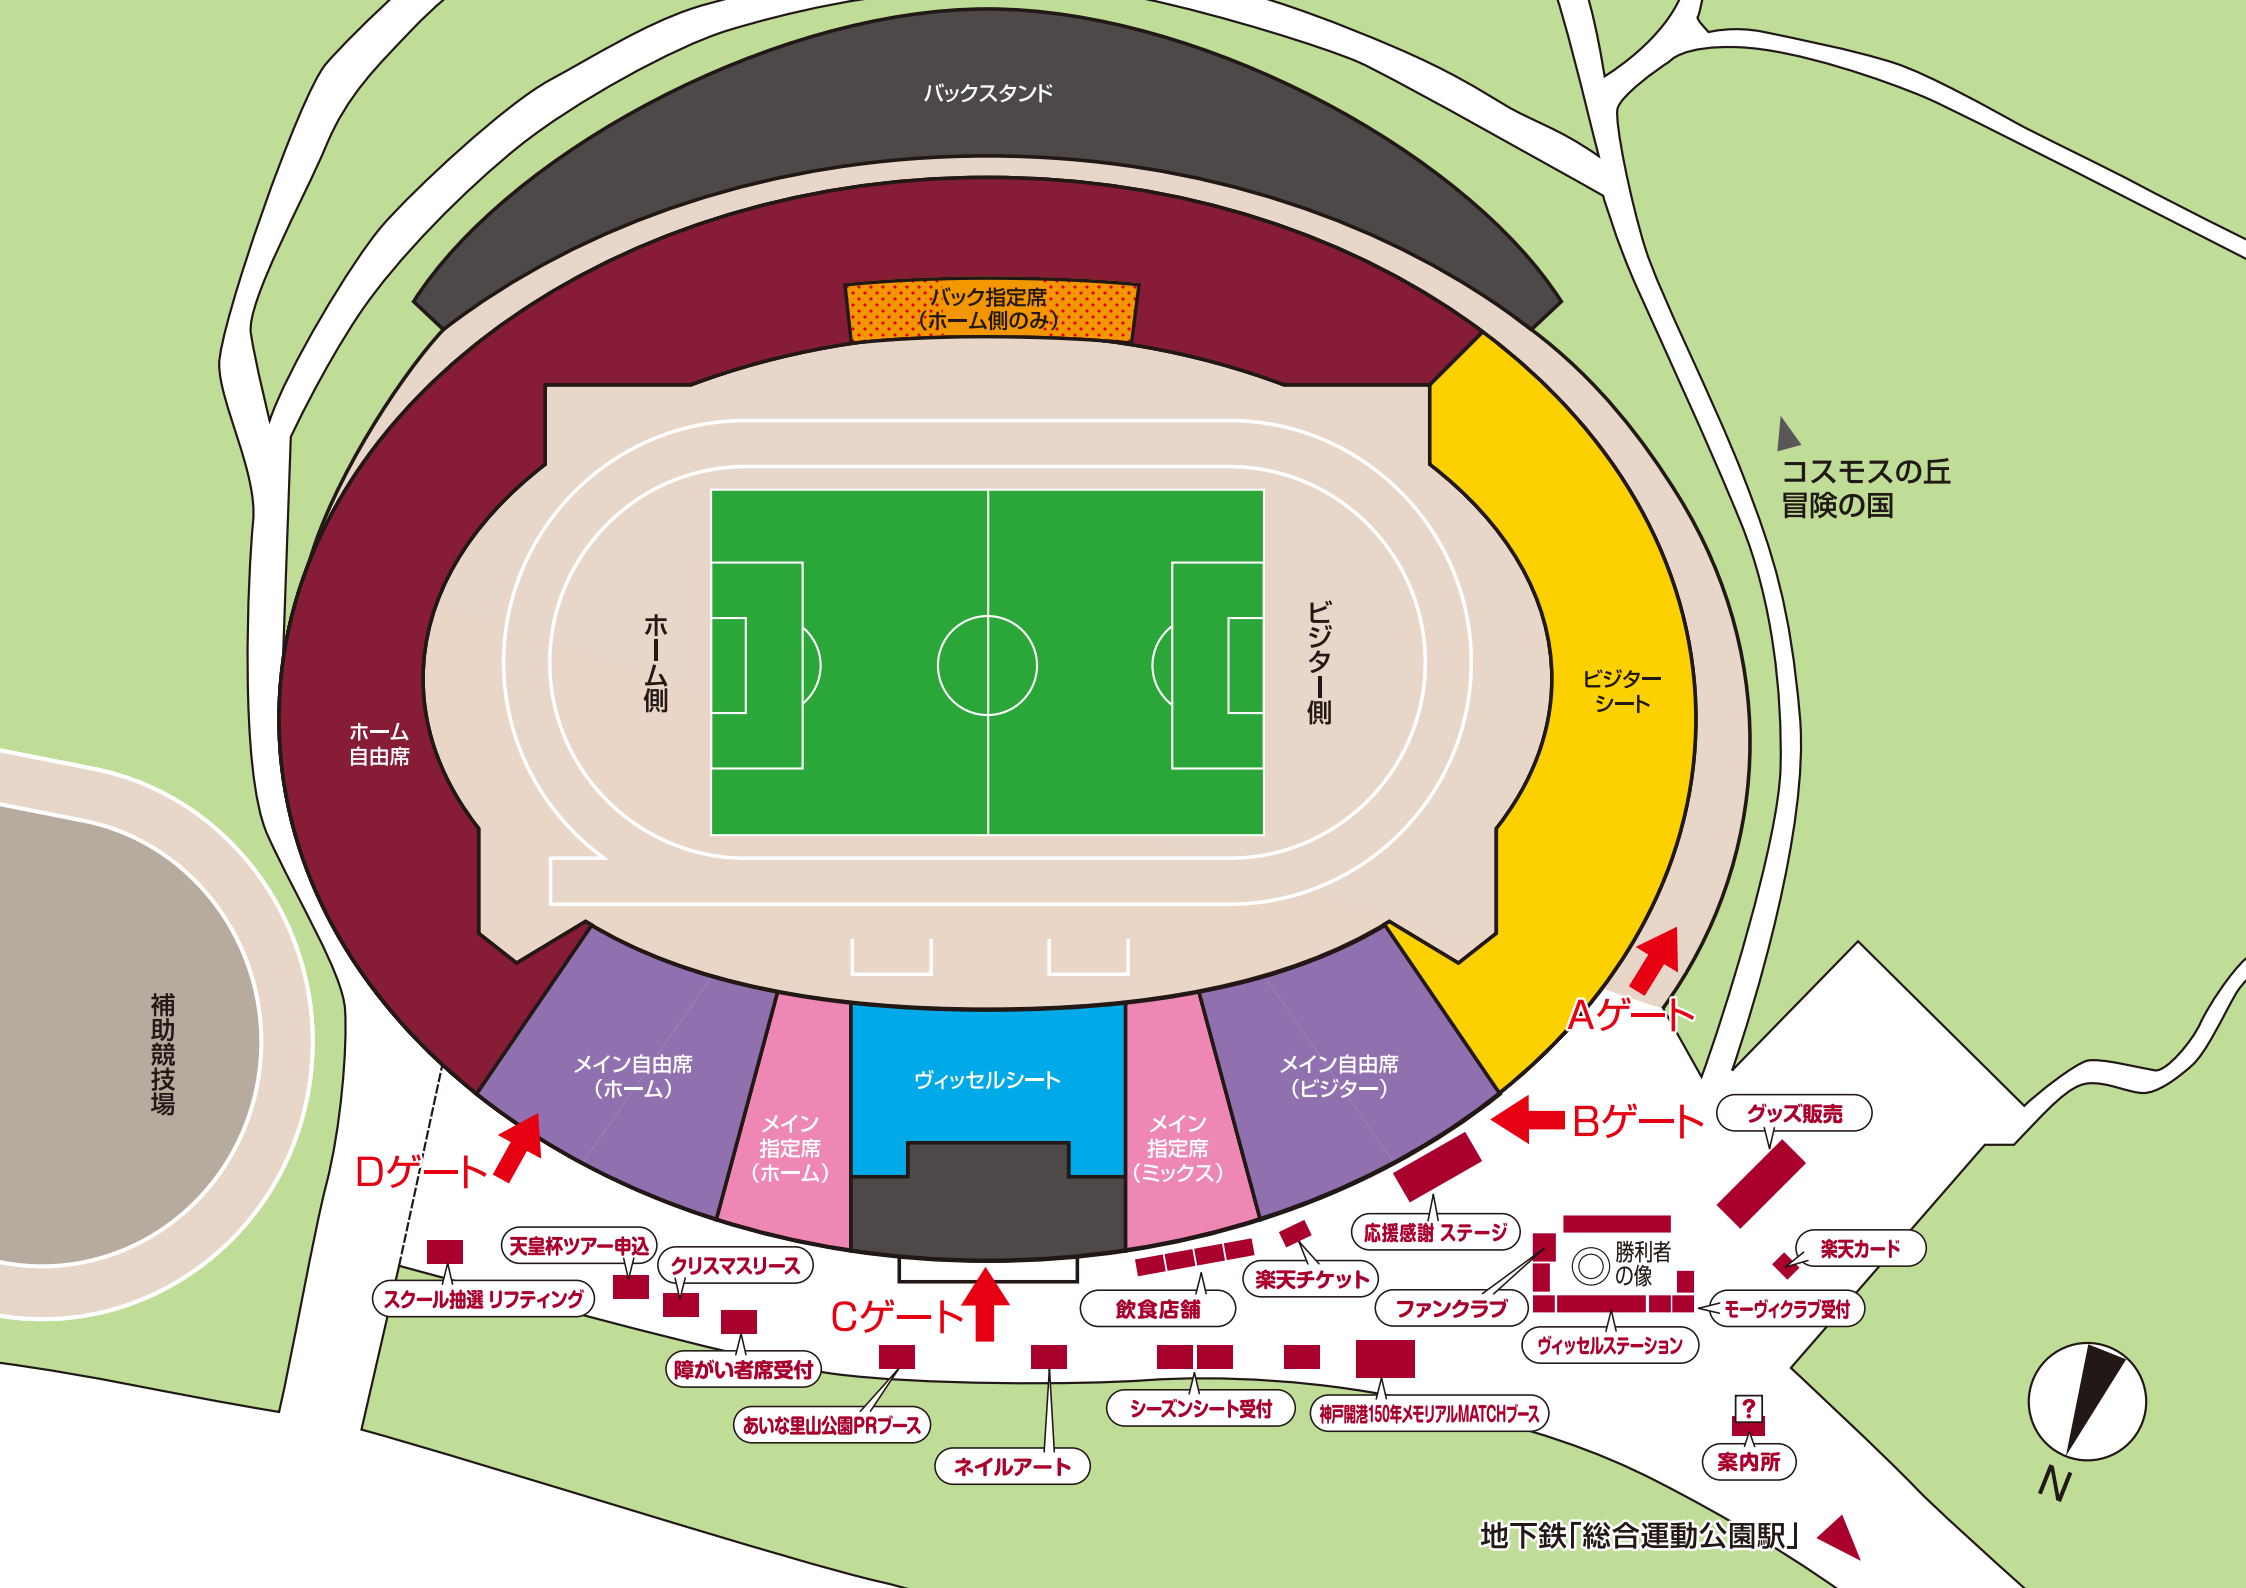 バックスタンド
バック指定席
（ホーム側のみ）
コスモスの丘
冒険の国
ホーム側
ビジター側
ビジター
シート
ホーム
自由席
補助競技場
メイン自由席
（ホーム）
メイン
指定席
（ホーム）
ヴィッセルシート
メイン
指定席
（ミックス）
メイン自由席
（ビジター）
Aゲート
Bゲート
Cゲート
Dゲート
グッズ販売
応援感謝 ステージ
勝利者
の像
楽天カード
天皇杯ツアー申込
クリスマスリース
スクール抽選 リフティング
楽天チケット
飲食店舗
ファンクラブ
モーヴィクラブ受付
ヴィッセルステーション
障がい者席受付
あいな里山公園PRブース
ネイルアート
シーズンシート受付
神戸開港150年メモリアルMATCHブース
?
案内所
N
地下鉄「総合運動公園駅」